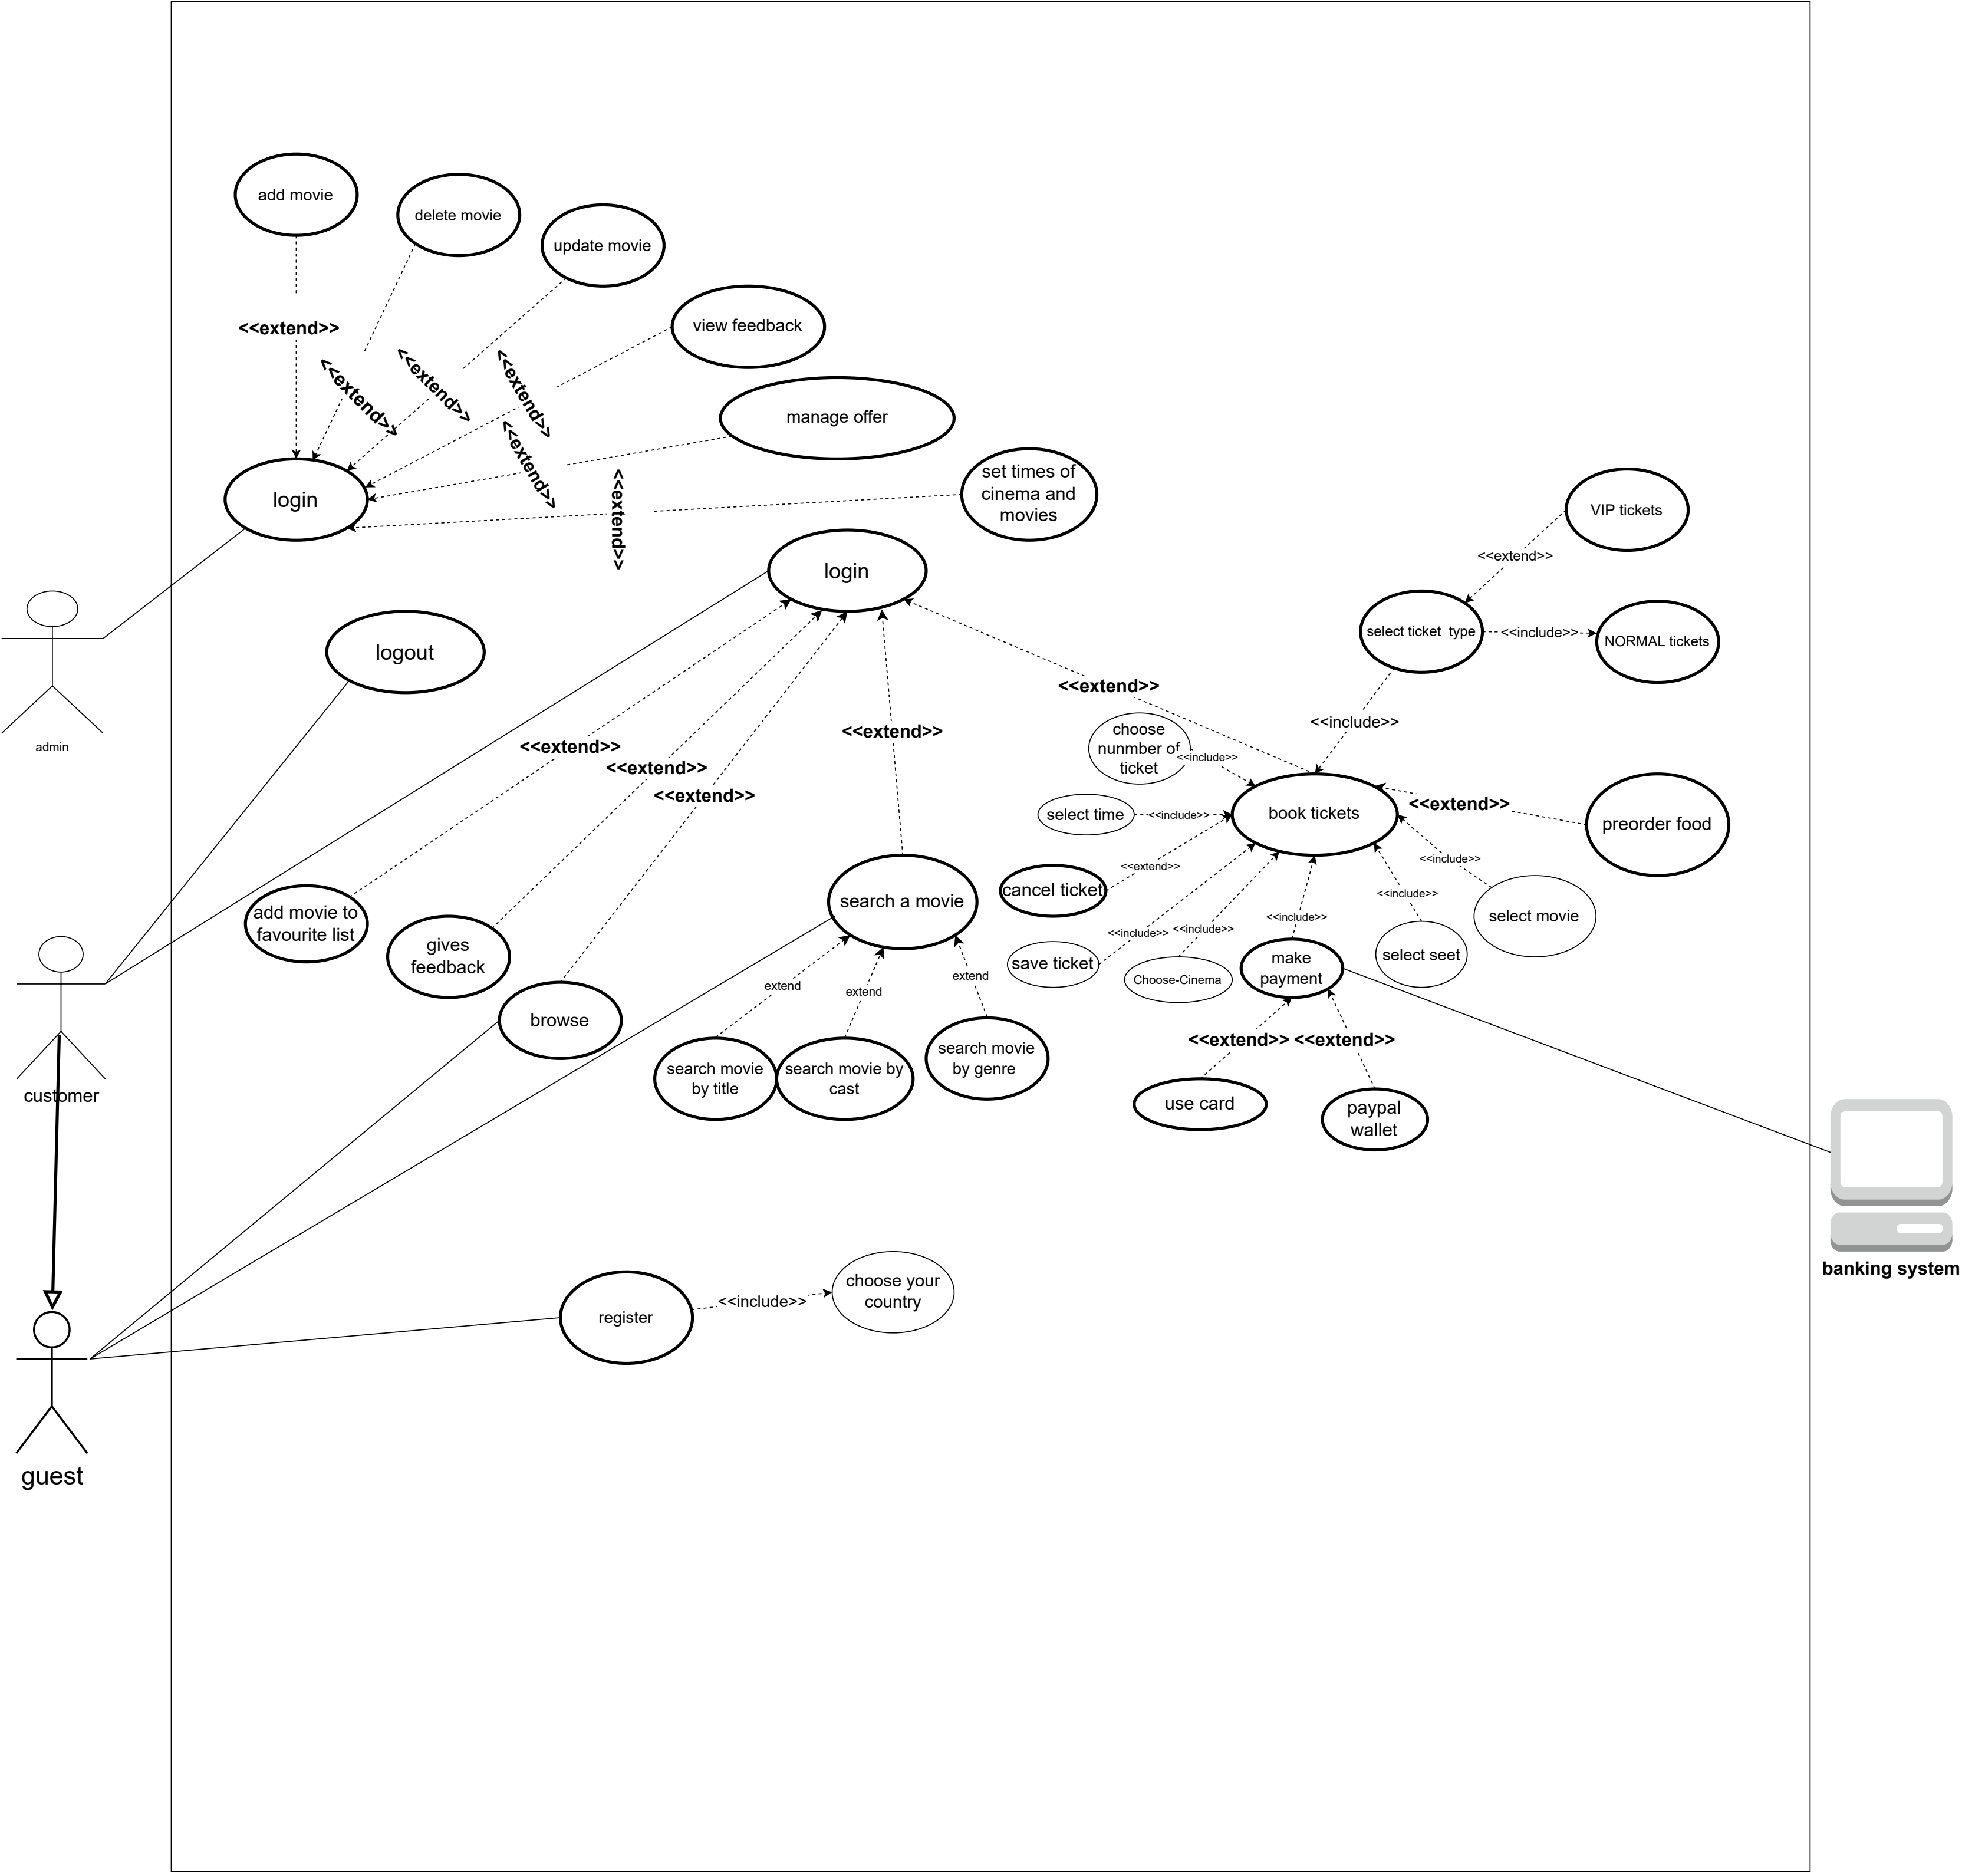 add movie
delete movie
update movie
view feedback
manage offer
<<extend>>
<<extend>>
<<extend>>
<<extend>>
<<extend>>
<<extend>>
login
set times of
cinema and
movies
VIP tickets
<<extend>>
login
select ticket  type
<<include>>
NORMAL tickets
logout
admin
<<extend>>
<<include>>
<<extend>>
<<extend>>
<<extend>>
<<extend>>
choose
nunmber of
ticket
<<include>>
select time
<<include>>
book tickets
<<extend>>
preorder food
<<extend>>
cancel ticket
<<include>>
<<include>>
<<include>>
<<include>>
<<include>>
select movie
select seet
save ticket
Choose-Cinema
make
payment
search a movie
add movie to
favourite list
gives
feedback
browse
extend
extend
extend
search movie
by title
search movie by
cast
search movie
by genre
<<extend>>
<<extend>>
use card
paypal
wallet
customer
banking system
register
<<include>>
choose your
country
guest